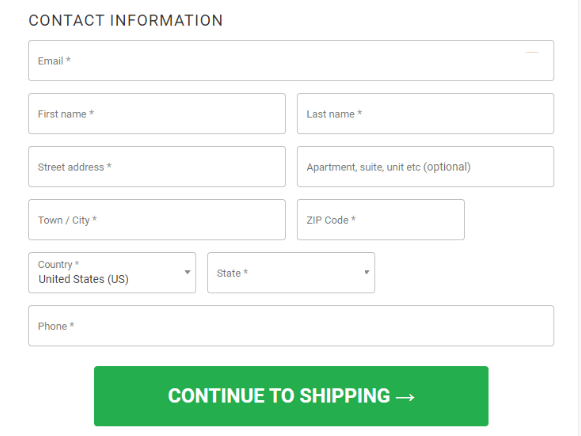 CONTACT INFORMATION
Email *
First name *
Last name *
Street address *
Apartment, suite, unit etc (optional)
Town / City *
ZIP Code *
Country *
United States (US)
State *
Phone *
CONTINUE TO SHIPPING →